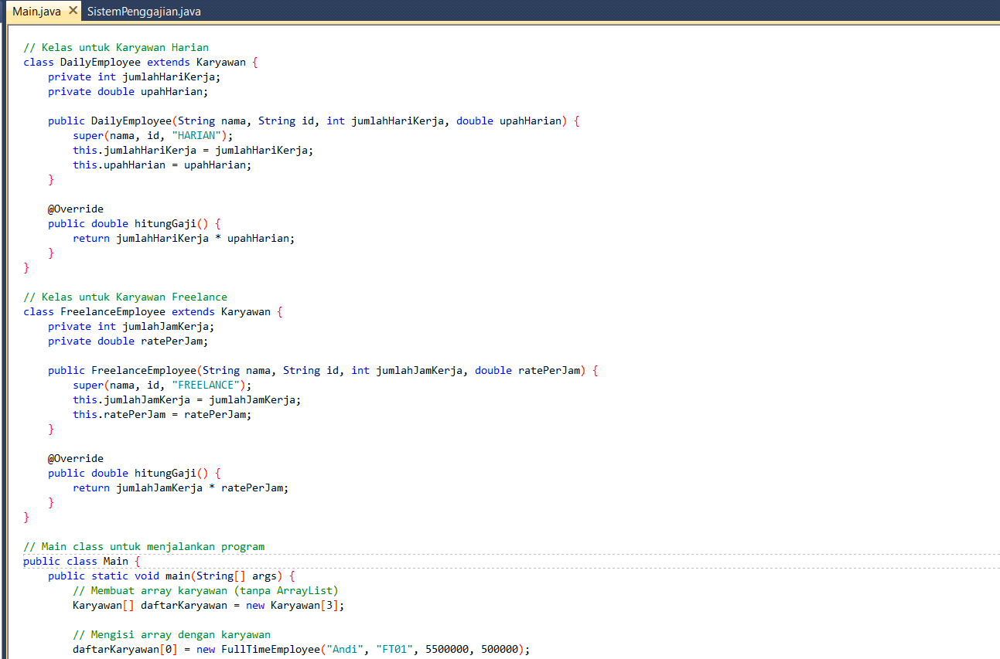 Main.java ✕ SistemPenggajian.java
// Kelas untuk Karyawan Harian
class DailyEmployee extends Karyawan {
    private int jumlahHariKerja;
    private double upahHarian;
    public DailyEmployee(String nama, String id, int jumlahHariKerja, double upahHarian) {
        super(nama, id, "HARIAN");
        this.jumlahHariKerja = jumlahHariKerja;
        this.upahHarian = upahHarian;
    }
    @Override
    public double hitungGaji() {
        return jumlahHariKerja * upahHarian;
    }
}
// Kelas untuk Karyawan Freelance
class FreelanceEmployee extends Karyawan {
    private int jumlahJamKerja;
    private double ratePerJam;
    public FreelanceEmployee(String nama, String id, int jumlahJamKerja, double ratePerJam) {
        super(nama, id, "FREELANCE");
        this.jumlahJamKerja = jumlahJamKerja;
        this.ratePerJam = ratePerJam;
    }
    @Override
    public double hitungGaji() {
        return jumlahJamKerja * ratePerJam;
    }
}
// Main class untuk menjalankan program
public class Main {
    public static void main(String[] args) {
        // Membuat array karyawan (tanpa ArrayList)
        Karyawan[] daftarKaryawan = new Karyawan[3];
        // Mengisi array dengan karyawan
        daftarKaryawan[0] = new FullTimeEmployee("Andi", "FT01", 5500000, 500000);